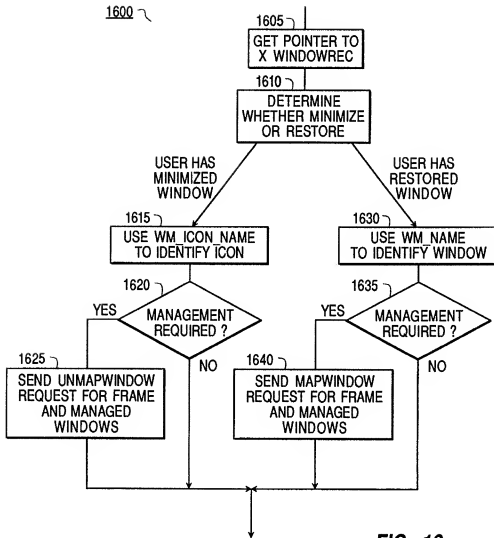 1600
1605
GET POINTER TO
X WINDOWREC
1610
DETERMINE
WHETHER MINIMIZE
OR RESTORE
USER HAS
MINIMIZED
WINDOW
USER HAS
RESTORED
WINDOW
1615
USE WM_ICON_NAME
TO IDENTIFY ICON
1630
USE WM_NAME
TO IDENTIFY WINDOW
1620
YES
MANAGEMENT
REQUIRED ?
NO
1635
YES
MANAGEMENT
REQUIRED ?
NO
1625
SEND UNMAPWINDOW
REQUEST FOR FRAME
AND MANAGED
WINDOWS
1640
SEND MAPWINDOW
REQUEST FOR FRAME
AND MANAGED
WINDOWS